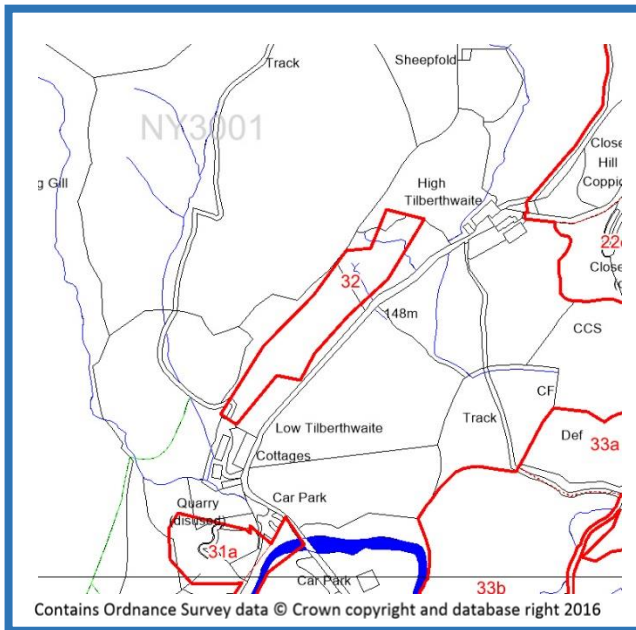 Track
Sheepfold
NY3001
Close
Hill
Coppic
g Gill
High
Tilberthwaite
22c
32
Close
148m
CCS
CF
Track
Def
33a
Low Tilberthwaite
Cottages
Car Park
Quarry
(disused)
31a
Car Park
33b
Contains Ordnance Survey data © Crown copyright and database right 2016